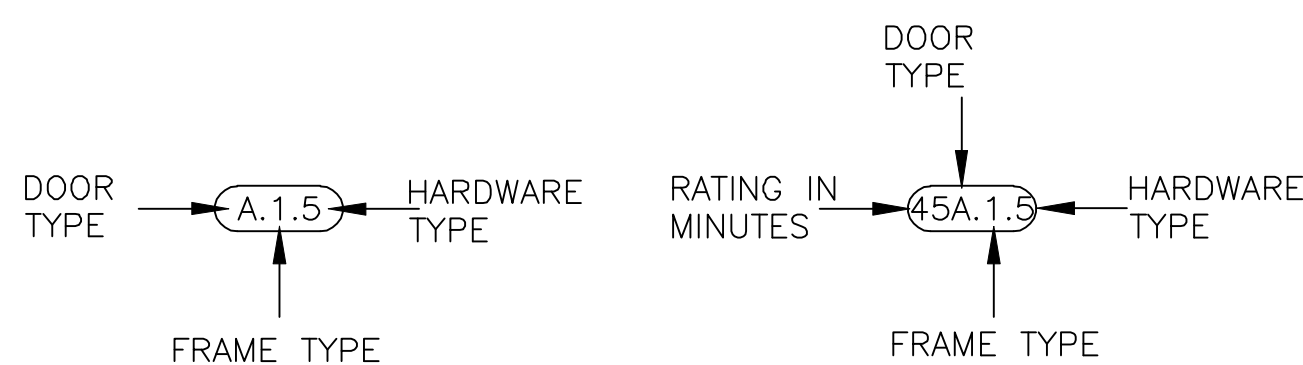 DOOR
TYPE
A.1.5
HARDWARE
TYPE
FRAME TYPE
DOOR
TYPE
RATING IN
MINUTES
45A.1.5
HARDWARE
TYPE
FRAME TYPE